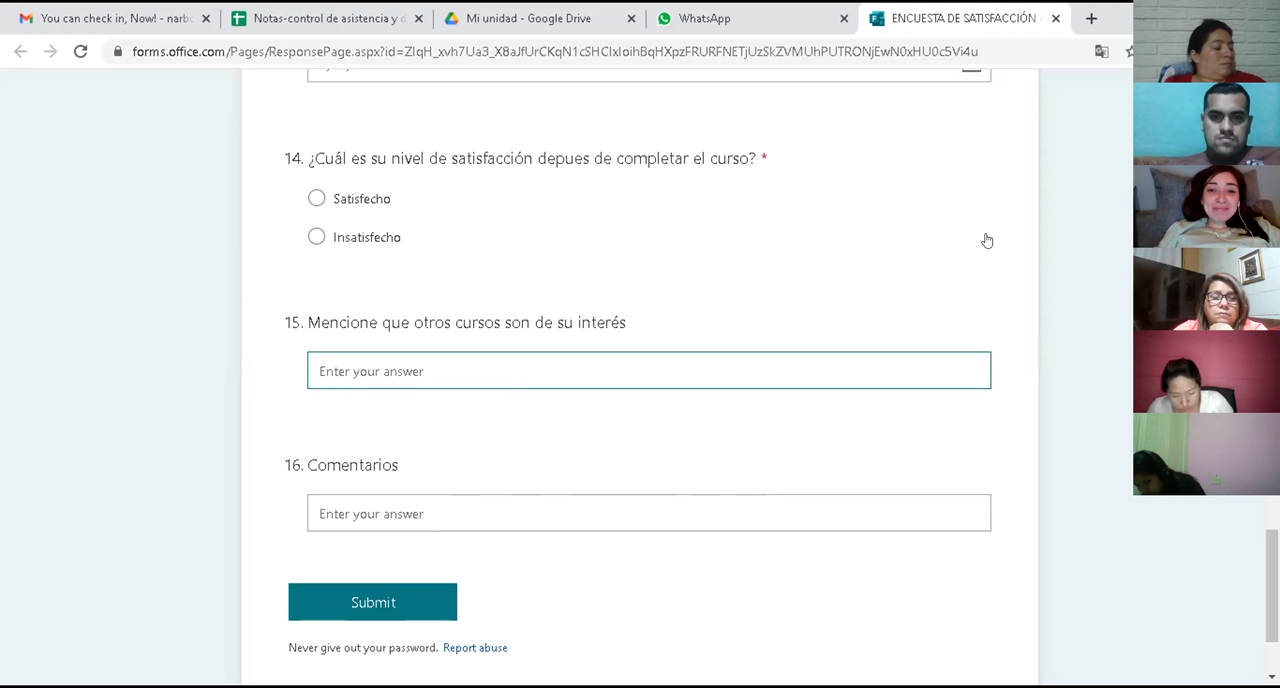 You can check in, Now! - narbo
Notas-control de asistencia y d
Mi unidad - Google Drive
WhatsApp
ENCUESTA DE SATISFACCIÓN
forms.office.com/Pages/ResponsePage.aspx?id=ZIqH_xvh7Ua3_X8aJFUrCKqN1cSHCIxIoihBqHXpzFRURFNETjUzSkZVMUhPUTRONjEwN0xHU0c5Vi4u
14. ¿Cuál es su nivel de satisfacción depues de completar el curso? *
Satisfecho
Insatisfecho
15. Mencione que otros cursos son de su interés
Enter your answer
16. Comentarios
Enter your answer
Submit
Never give out your password. Report abuse